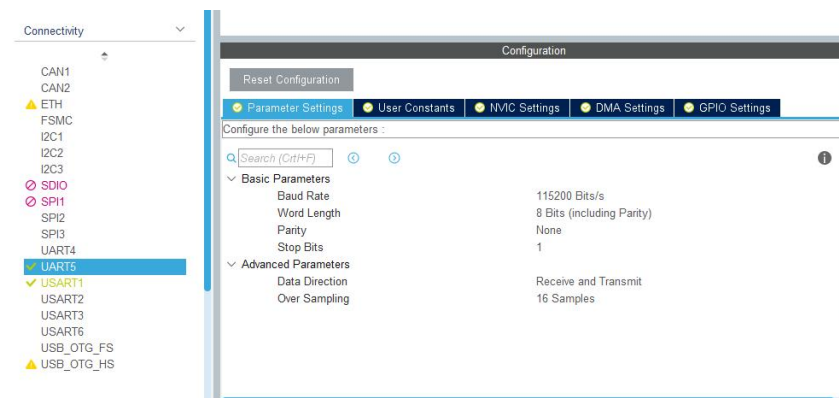 Connectivity
CAN1
CAN2
ETH
FSMC
I2C1
I2C2
I2C3
SDIO
SPI1
SPI2
SPI3
UART4
UART5
USART1
USART2
USART3
USART6
USB_OTG_FS
USB_OTG_HS
Configuration
Reset Configuration
Parameter Settings User Constants NVIC Settings DMA Settings GPIO Settings
Configure the below parameters :
Search (Crtl+F)
Basic Parameters
Baud Rate 115200 Bits/s
Word Length 8 Bits (including Parity)
Parity None
Stop Bits 1
Advanced Parameters
Data Direction Receive and Transmit
Over Sampling 16 Samples